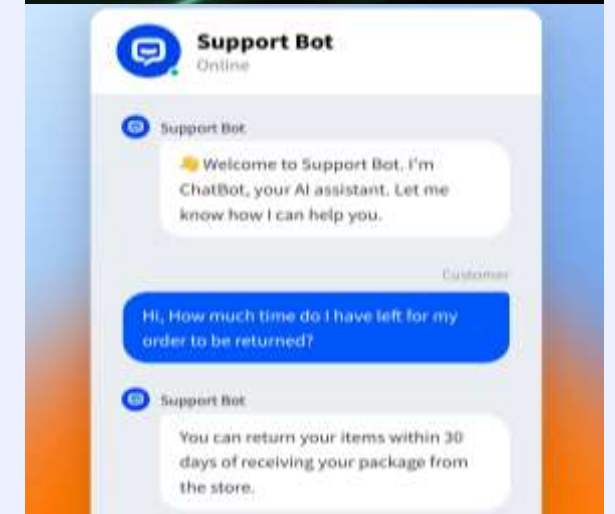 Support Bot
Online
Support Bot
👋 Welcome to Support Bot. I'm
ChatBot, your AI assistant. Let me
know how I can help you.
Customer
Hi, How much time do I have left for my
order to be returned?
Support Bot
You can return your items within 30
days of receiving your package from
the store.